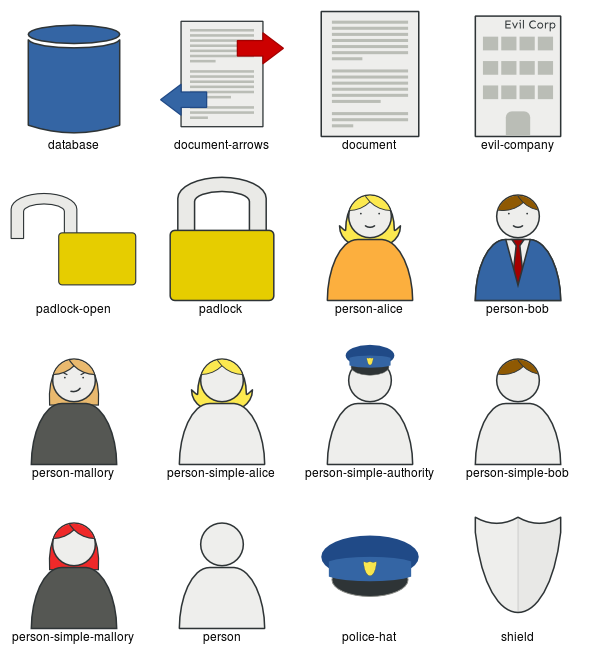 Evil Corp
database
document-arrows
document
evil-company
padlock-open
padlock
person-alice
person-bob
person-mallory
person-simple-alice
person-simple-authority
person-simple-bob
person-simple-mallory
person
police-hat
shield